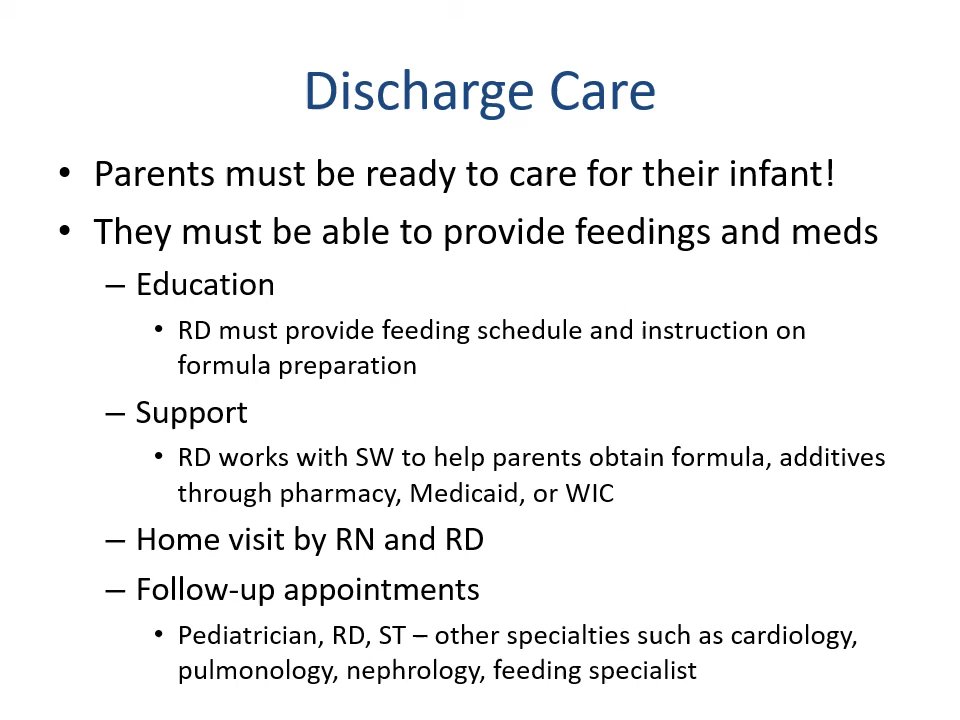 Discharge Care
• Parents must be ready to care for their infant!
• They must be able to provide feedings and meds
– Education
• RD must provide feeding schedule and instruction on
formula preparation
– Support
• RD works with SW to help parents obtain formula, additives
through pharmacy, Medicaid, or WIC
– Home visit by RN and RD
– Follow-up appointments
• Pediatrician, RD, ST – other specialties such as cardiology,
pulmonology, nephrology, feeding specialist